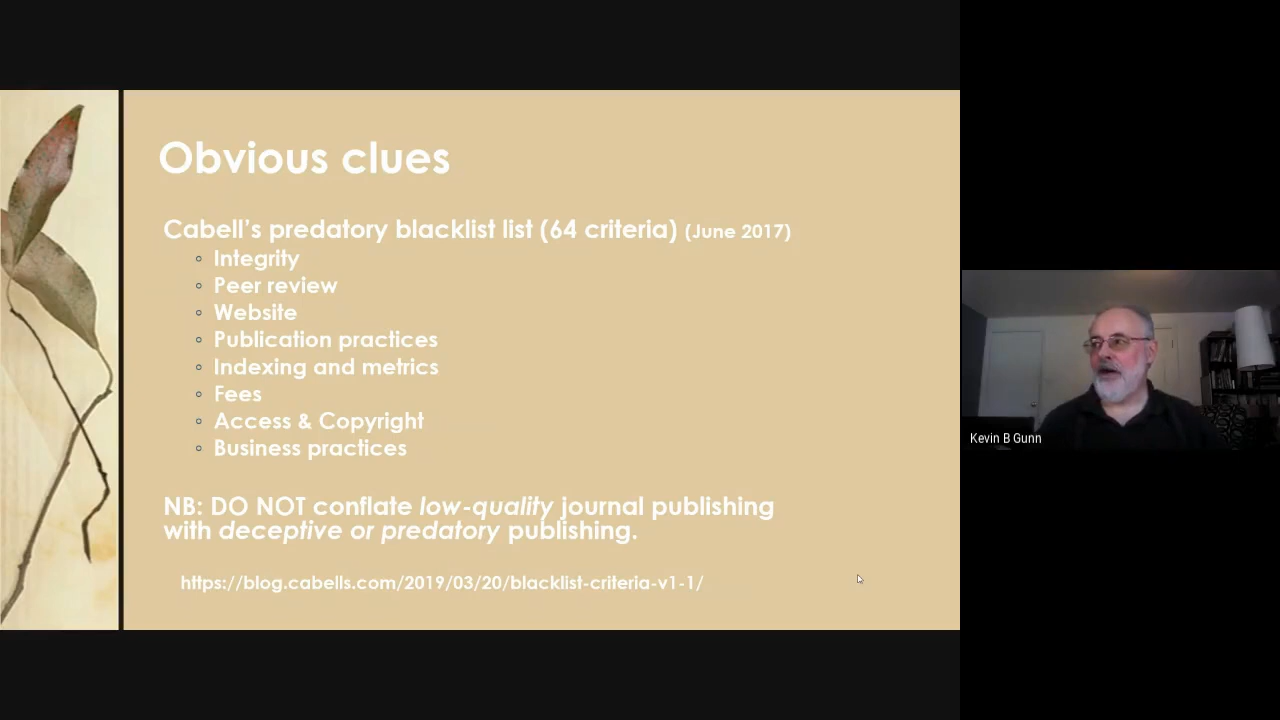 Obvious clues
Cabell’s predatory blacklist list (64 criteria) (June 2017)
Integrity
Peer review
Website
Publication practices
Indexing and metrics
Fees
Access & Copyright
Business practices
NB: DO NOT conflate low-quality journal publishing
with deceptive or predatory publishing.
https://blog.cabells.com/2019/03/20/blacklist-criteria-v1-1/
Kevin B Gunn